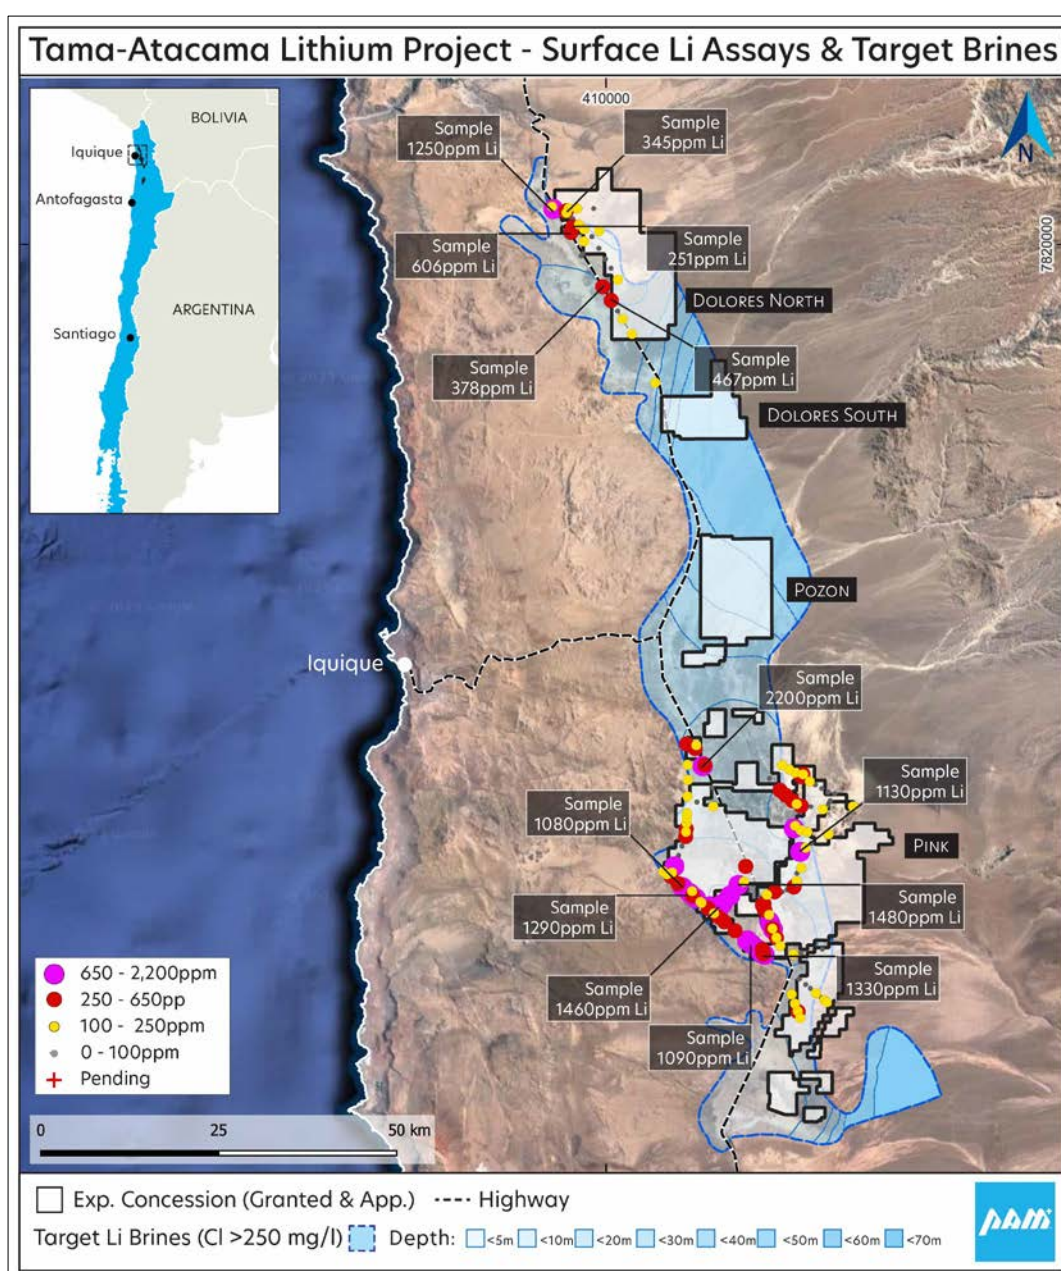 Tama-Atacama Lithium Project - Surface Li Assays & Target Brines
410000
7820000
N
BOLIVIA
Iquique
Antofagasta
ARGENTINA
Santiago
Sample
1250ppm Li
Sample
345ppm Li
Sample
606ppm Li
Sample
251ppm Li
DOLORES NORTH
Sample
378ppm Li
Sample
467ppm Li
DOLORES SOUTH
POZON
Iquique
Sample
2200ppm Li
Sample
1130ppm Li
Sample
1080ppm Li
PINK
Sample
1290ppm Li
Sample
1480ppm Li
Sample
1460ppm Li
Sample
1330ppm Li
Sample
1090ppm Li
650 - 2,200ppm
250 - 650pp
100 - 250ppm
0 - 100ppm
Pending
0 25 50 km
Exp. Concession (Granted & App.) Highway
Target Li Brines (Cl >250 mg/l) Depth: <5m <10m <20m <30m <40m <50m <60m <70m
PAM